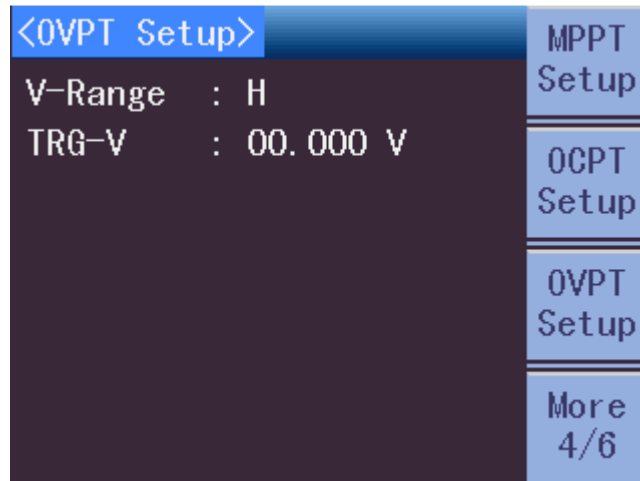 <OVPT Setup>
V-Range : H
TRG-V : 00.000 V
MPPT
Setup
OCPT
Setup
OVPT
Setup
More
4/6